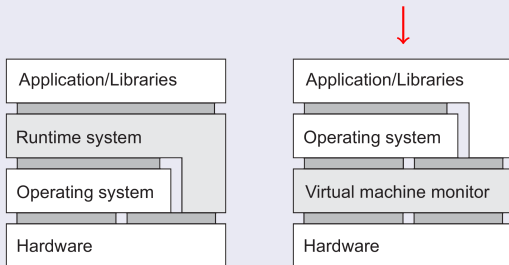 Application/Libraries
Runtime system
Operating system
Hardware
Application/Libraries
Operating system
Virtual machine monitor
Hardware